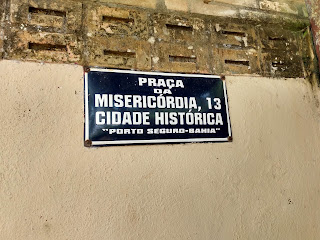 PRAÇA
DA
MISERICÓRDIA, 13
CIDADE HISTÓRICA
"PORTO SEGURO-BAHIA"